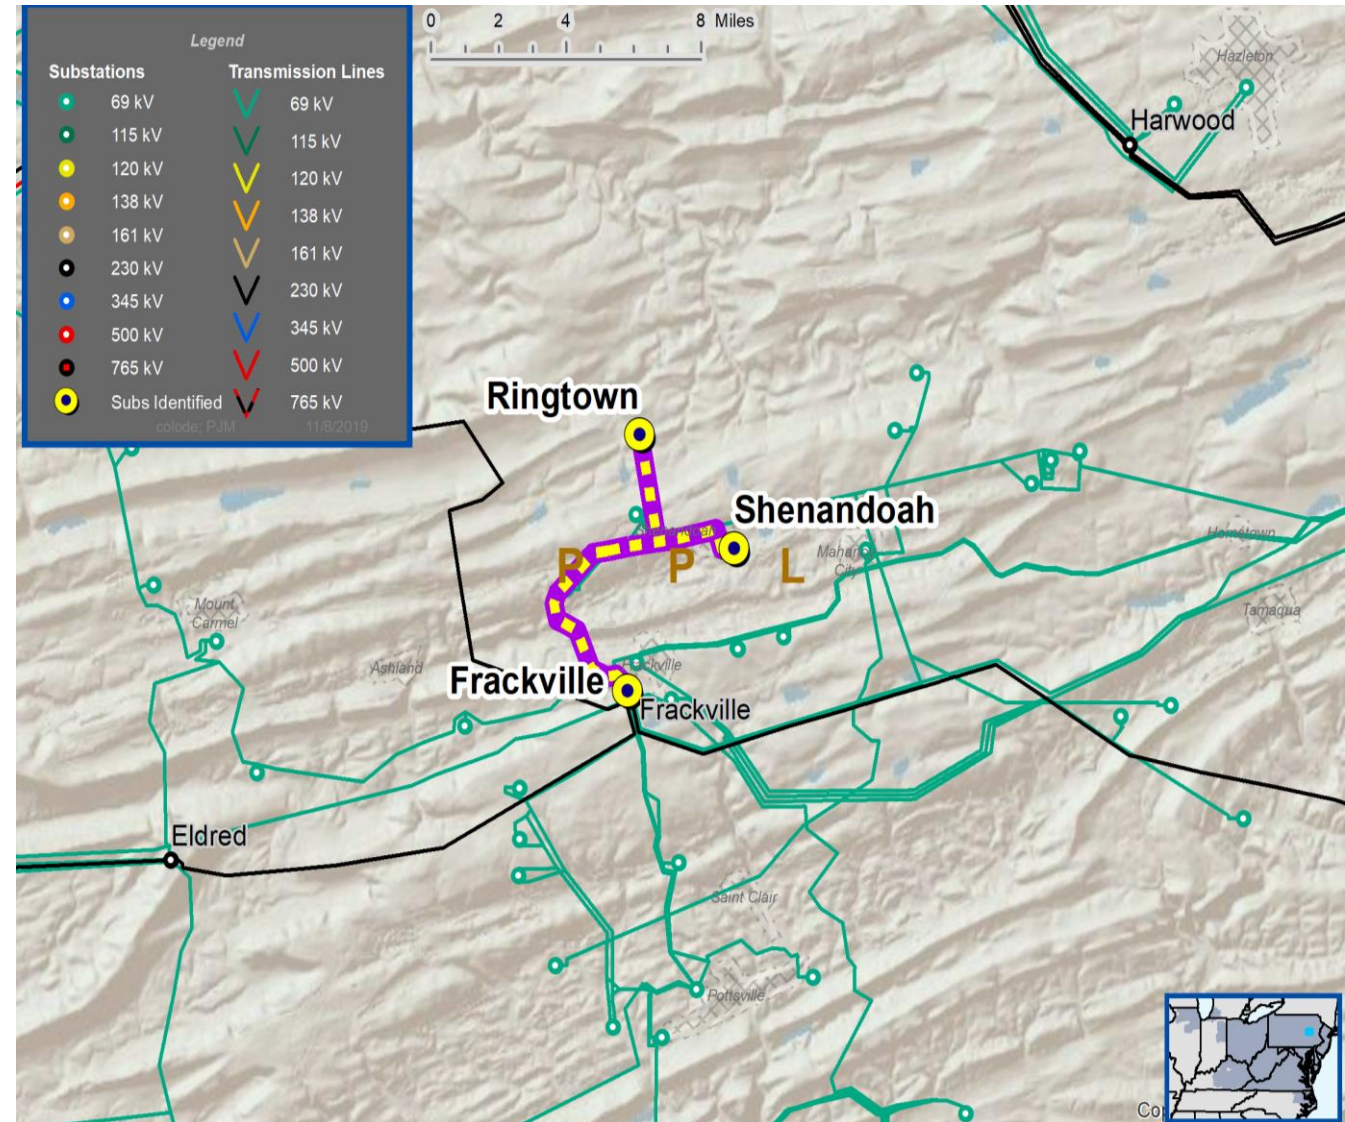 0 2 4 8 Miles
Legend
Substations Transmission Lines
69 kV 69 kV
115 kV 115 kV
120 kV 120 kV
138 kV 138 kV
161 kV 161 kV
230 kV 230 kV
345 kV 345 kV
500 kV 500 kV
765 kV 765 kV
Subs Identified
colode; PJM 11/8/2019
Hazleton
Harwood
Ringtown
Shenandoah
Hometown
P P L
Mahanoy
City
Mount
Carmel
Tamaqua
Ashland
Frackville
Frackville
Frackville
Eldred
Saint Clair
Pottsville